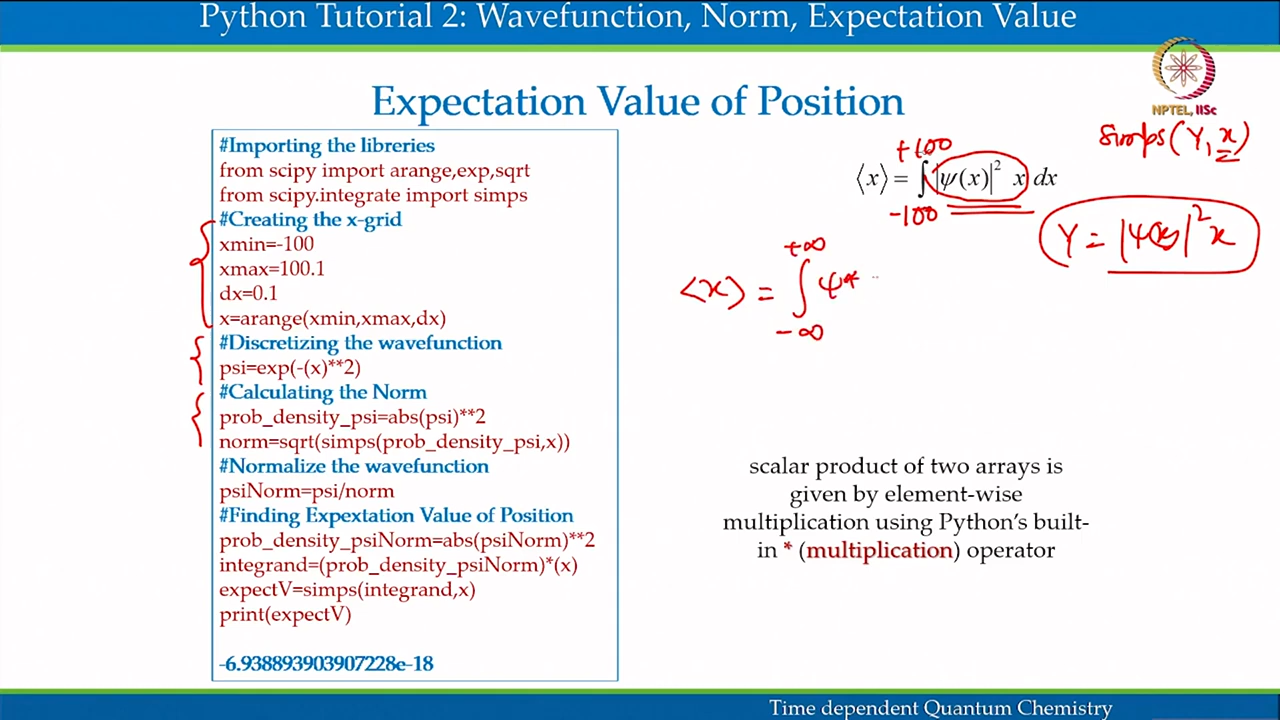 Python Tutorial 2: Wavefunction, Norm, Expectation Value
NPTEL, IISc
Expectation Value of Position
#Importing the libreries
from scipy import arange,exp,sqrt
from scipy.integrate import simps
#Creating the x-grid
xmin=-100
xmax=100.1
dx=0.1
x=arange(xmin,xmax,dx)
#Discretizing the wavefunction
psi=exp(-(x)**2)
#Calculating the Norm
prob_density_psi=abs(psi)**2
norm=sqrt(simps(prob_density_psi,x))
#Normalize the wavefunction
psiNorm=psi/norm
#Finding Expextation Value of Position
prob_density_psiNorm=abs(psiNorm)**2
integrand=(prob_density_psiNorm)*(x)
expectV=simps(integrand,x)
print(expectV)
-6.938893903907228e-18
Simps(Y,x)
+100
⟨x⟩ = ∫ |ψ(x)|² x dx
-100
Y = |ψ(x)|² x
+∞
⟨x⟩ = ∫ ψ*
-∞
scalar product of two arrays is
given by element-wise
multiplication using Python's built-
in * (multiplication) operator
Time dependent Quantum Chemistry